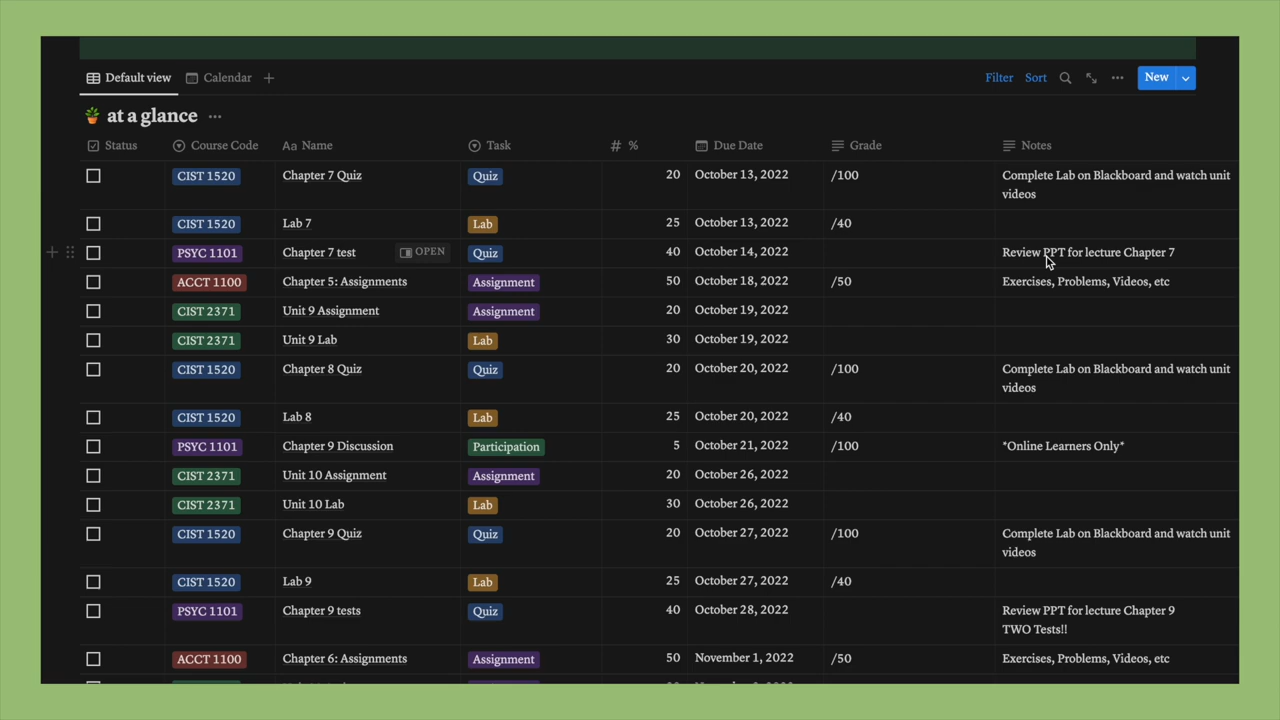 Default view Calendar + Filter Sort New
at a glance ...
Status Course Code Aa Name Task # % Due Date Grade Notes
CIST 1520 Chapter 7 Quiz Quiz 20 October 13, 2022 /100 Complete Lab on Blackboard and watch unit
videos
CIST 1520 Lab 7 Lab 25 October 13, 2022 /40
PSYC 1101 Chapter 7 test OPEN Quiz 40 October 14, 2022 Review PPT for lecture Chapter 7
ACCT 1100 Chapter 5: Assignments Assignment 50 October 18, 2022 /50 Exercises, Problems, Videos, etc
CIST 2371 Unit 9 Assignment Assignment 20 October 19, 2022
CIST 2371 Unit 9 Lab Lab 30 October 19, 2022
CIST 1520 Chapter 8 Quiz Quiz 20 October 20, 2022 /100 Complete Lab on Blackboard and watch unit
videos
CIST 1520 Lab 8 Lab 25 October 20, 2022 /40
PSYC 1101 Chapter 9 Discussion Participation 5 October 21, 2022 /100 *Online Learners Only*
CIST 2371 Unit 10 Assignment Assignment 20 October 26, 2022
CIST 2371 Unit 10 Lab Lab 30 October 26, 2022
CIST 1520 Chapter 9 Quiz Quiz 20 October 27, 2022 /100 Complete Lab on Blackboard and watch unit
videos
CIST 1520 Lab 9 Lab 25 October 27, 2022 /40
PSYC 1101 Chapter 9 tests Quiz 40 October 28, 2022 Review PPT for lecture Chapter 9
TWO Tests!!
ACCT 1100 Chapter 6: Assignments Assignment 50 November 1, 2022 /50 Exercises, Problems, Videos, etc